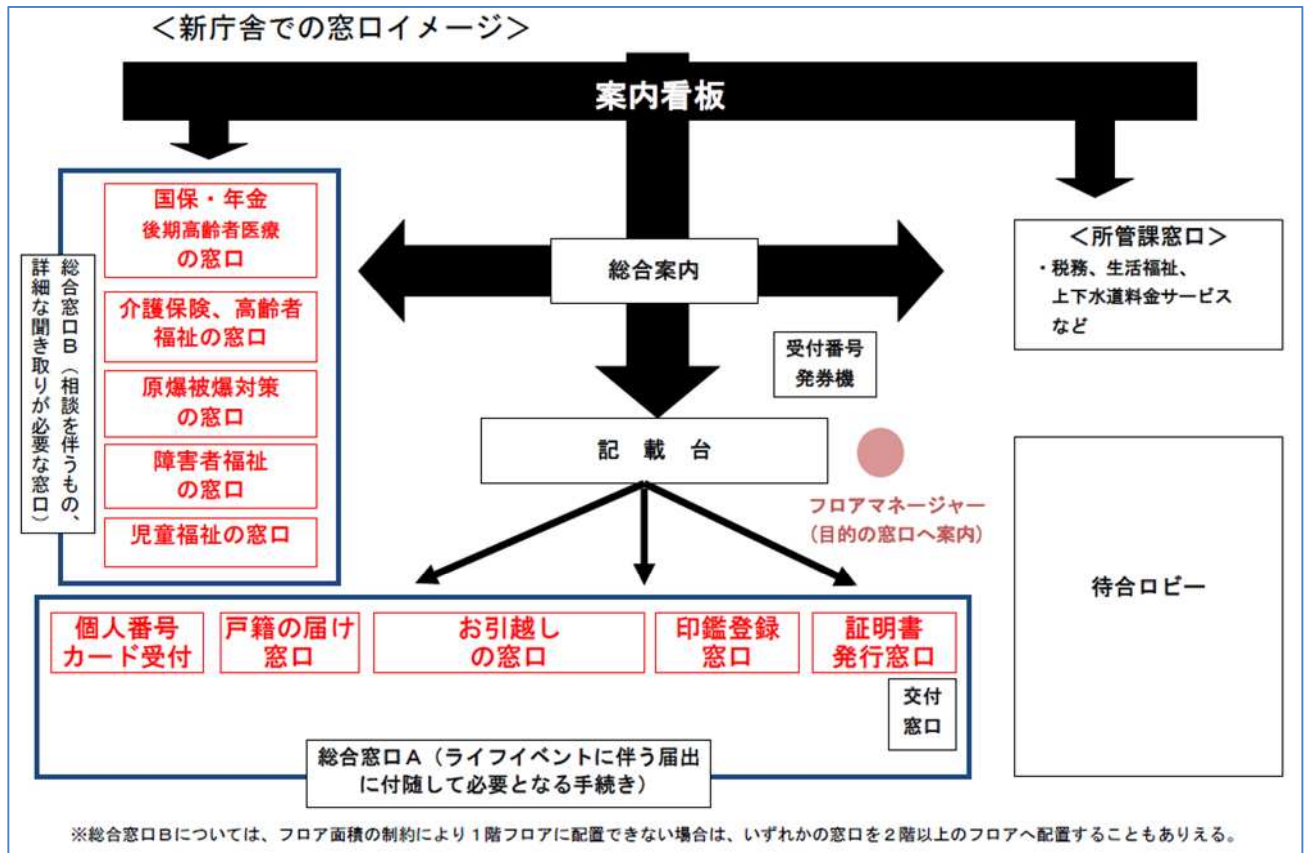 ＜新庁舎での窓口イメージ＞
案内看板
国保・年金
後期高齢者医療
の窓口
介護保険、高齢者
福祉の窓口
原爆被爆対策
の窓口
障害者福祉
の窓口
児童福祉の窓口
総合窓口Ｂ（相談を伴うもの、
詳細な聞き取りが必要な窓口）
総合案内
＜所管課窓口＞
・税務、生活福祉、
上下水道料金サービス
など
受付番号
発券機
記　載　台
フロアマネージャー
（目的の窓口へ案内）
待合ロビー
個人番号
カード受付
戸籍の届け
窓口
お引越し
の窓口
印鑑登録
窓口
証明書
発行窓口
交付
窓口
総合窓口Ａ（ライフイベントに伴う届出
に付随して必要となる手続き）
※総合窓口Ｂについては、フロア面積の制約により１階フロアに配置できない場合は、いずれかの窓口を２階以上のフロアへ配置することもありえる。